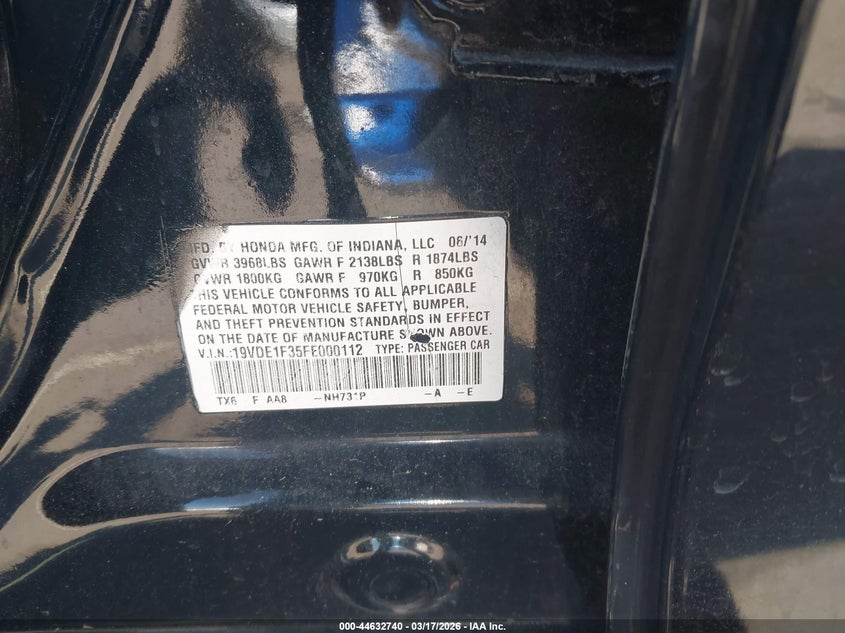 MFD. BY HONDA MFG. OF INDIANA, LLC 06/'14
GVWR 3968LBS GAWR F 2138LBS R 1874LBS
GVWR 1800KG GAWR F 970KG R 850KG
THIS VEHICLE CONFORMS TO ALL APPLICABLE
FEDERAL MOTOR VEHICLE SAFETY, BUMPER,
AND THEFT PREVENTION STANDARDS IN EFFECT
ON THE DATE OF MANUFACTURE SHOWN ABOVE.
V.I.N.:19VDE1F35FE000112 TYPE: PASSENGER CAR
TX6 F AA8 -NH731P -A -E
000-44632740 - 03/17/2026 - IAA Inc.